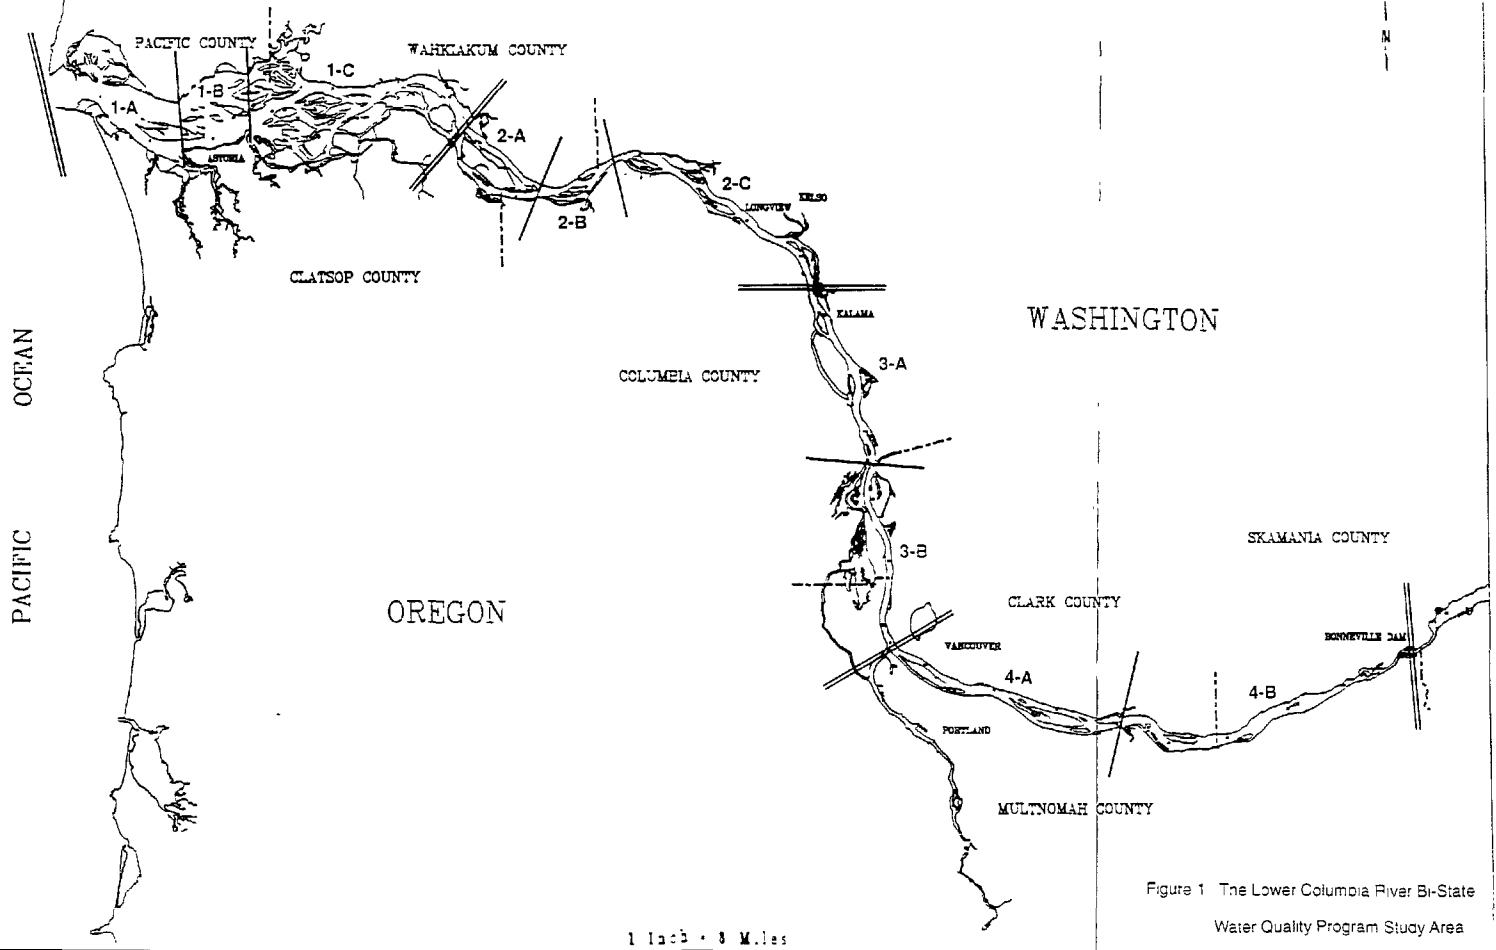 PACIFIC COUNTY
WAHKIAKUM COUNTY
N
1-A
1-B
1-C
ASTORIA
2-A
2-B
2-C
LONGVIEW
KELSO
CLATSOP COUNTY
KALAMA
WASHINGTON
COLUMBIA COUNTY
3-A
PACIFIC OCEAN
3-B
SKAMANIA COUNTY
OREGON
CLARK COUNTY
VANCOUVER
BONNEVILLE DAM
4-A
4-B
PORTLAND
MULTNOMAH COUNTY
Figure 1 The Lower Columbia River Bi-State
Water Quality Program Study Area
1 Inch = 8 Miles